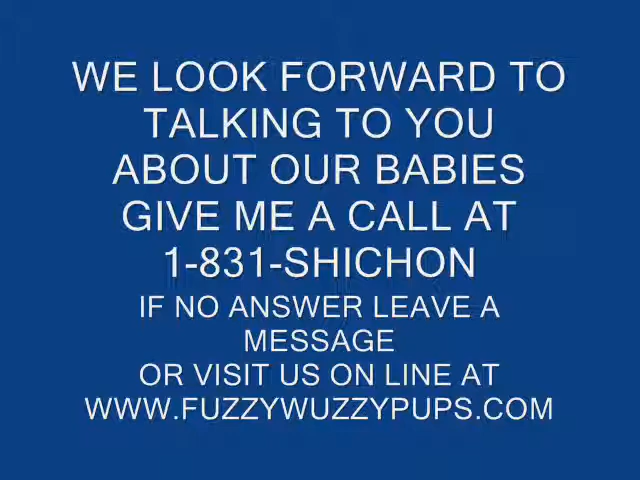 WE LOOK FORWARD TO
TALKING TO YOU
ABOUT OUR BABIES
GIVE ME A CALL AT
1-831-SHICHON
IF NO ANSWER LEAVE A
MESSAGE
OR VISIT US ON LINE AT
WWW.FUZZYWUZZYPUPS.COM